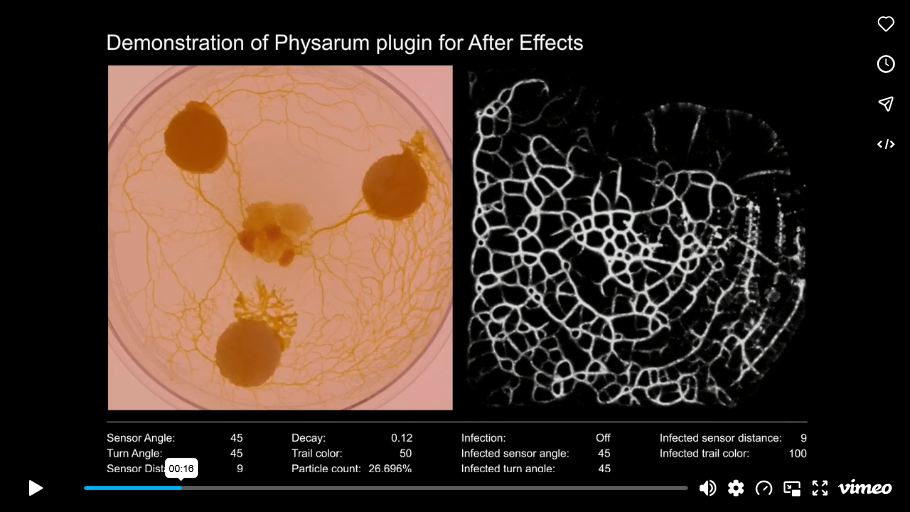 Demonstration of Physarum plugin for After Effects
Sensor Angle: 45 Decay: 0.12 Infection: Off Infected sensor distance: 9
Turn Angle: 45 Trail color: 50 Infected sensor angle: 45 Infected trail color: 100
Sensor Dist 9 Particle count: 26.696% Infected turn angle: 45
00:16
vimeo